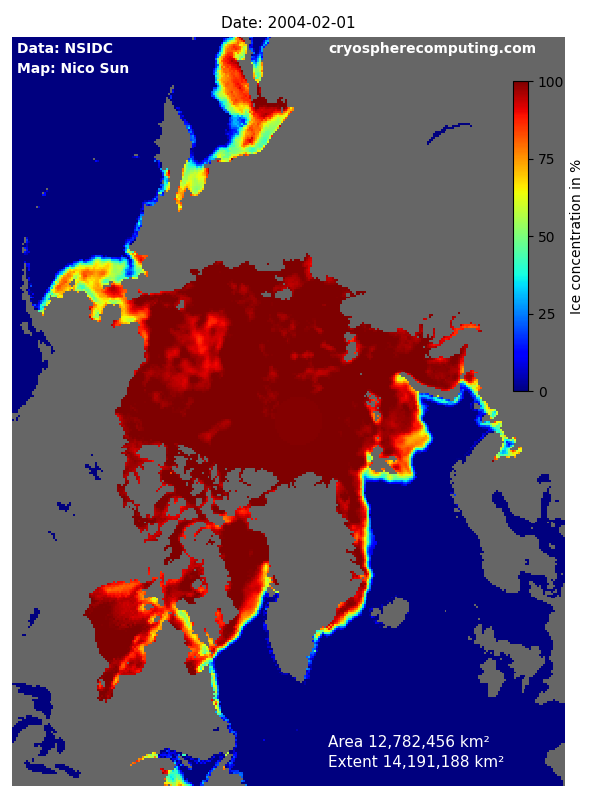 Date: 2004-02-01
Data: NSIDC
Map: Nico Sun
cryospherecomputing.com
100
75
50
25
0
Ice concentration in %
Area 12,782,456 km²
Extent 14,191,188 km²